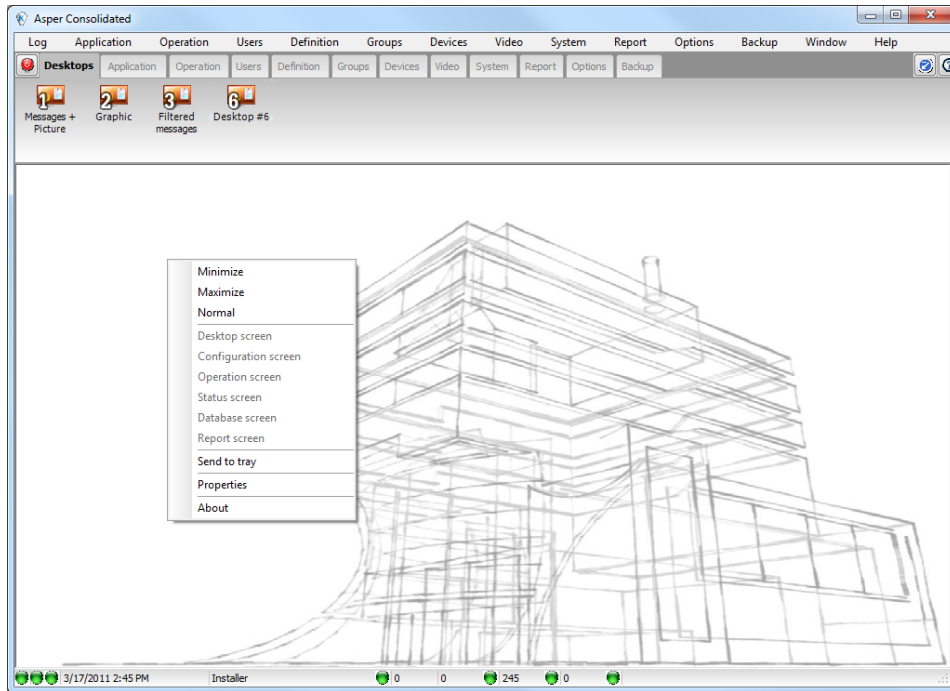 Asper Consolidated
Log Application Operation Users Definition Groups Devices Video System Report Options Backup Window Help
Desktops Application Operation Users Definition Groups Devices Video System Report Options Backup
1 2 3 6
Messages + Graphic Filtered Desktop #6
Picture messages
Minimize
Maximize
Normal
Desktop screen
Configuration screen
Operation screen
Status screen
Database screen
Report screen
Send to tray
Properties
About
3/17/2011 2:45 PM Installer 0 0 245 0